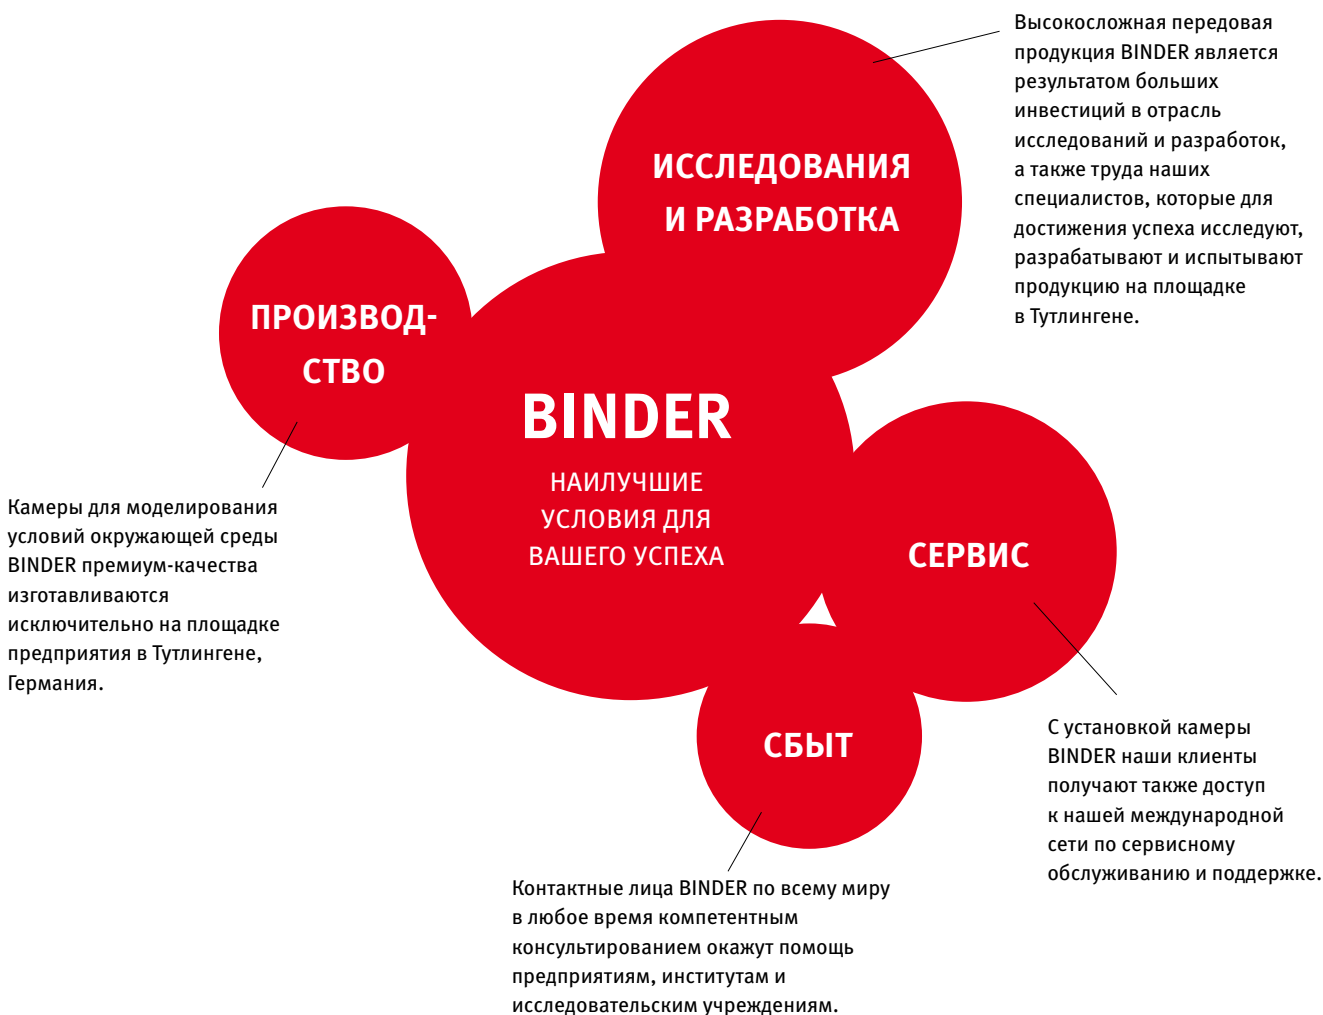 Высокосложная передовая
продукция BINDER является
результатом больших
инвестиций в отрасль
исследований и разработок,
а также труда наших
специалистов, которые для
достижения успеха исследуют,
разрабатывают и испытывают
продукцию на площадке
в Тутлингене.
ИССЛЕДОВАНИЯ
И РАЗРАБОТКА
ПРОИЗВОД-
СТВО
BINDER
НАИЛУЧШИЕ
УСЛОВИЯ ДЛЯ
ВАШЕГО УСПЕХА
Камеры для моделирования
условий окружающей среды
BINDER премиум-качества
изготавливаются
исключительно на площадке
предприятия в Тутлингене,
Германия.
СЕРВИС
СБЫТ
С установкой камеры
BINDER наши клиенты
получают также доступ
к нашей международной
сети по сервисному
обслуживанию и поддержке.
Контактные лица BINDER по всему миру
в любое время компетентным
консультированием окажут помощь
предприятиям, институтам и
исследовательским учреждениям.